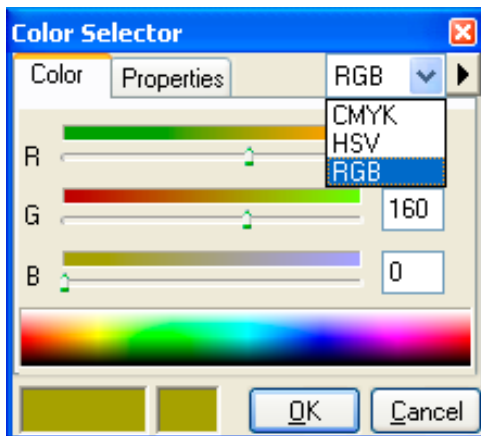 Color Selector
Color Properties RGB
CMYK
HSV
RGB
R
G 160
B 0
OK Cancel